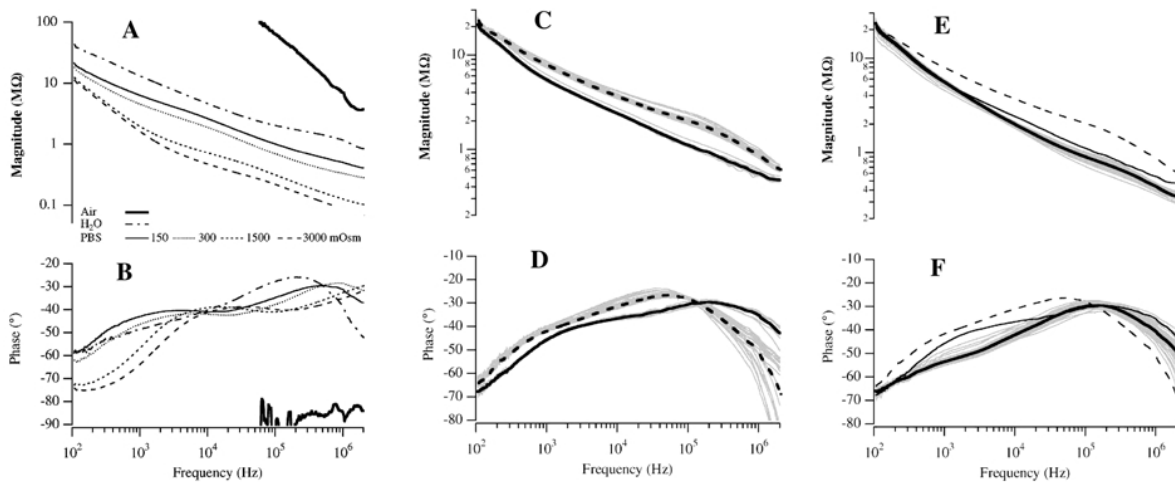 A
Magnitude (MΩ)
100
10
1
0.1
Air
H₂O
PBS 150 300 1500 3000 mOsm
B
Phase (°)
-20
-30
-40
-50
-60
-70
-80
-90
10² 10³ 10⁴ 10⁵ 10⁶
Frequency (Hz)
C
Magnitude (MΩ)
2
10
8
6
4
2
1
8
6
4
2
D
Phase (°)
-10
-20
-30
-40
-50
-60
-70
-80
10² 10³ 10⁴ 10⁵ 10⁶
Frequency (Hz)
E
Magnitude (MΩ)
2
10
8
6
4
2
1
8
6
4
2
F
Phase (°)
-10
-20
-30
-40
-50
-60
-70
-80
10² 10³ 10⁴ 10⁵ 10⁶
Frequency (Hz)